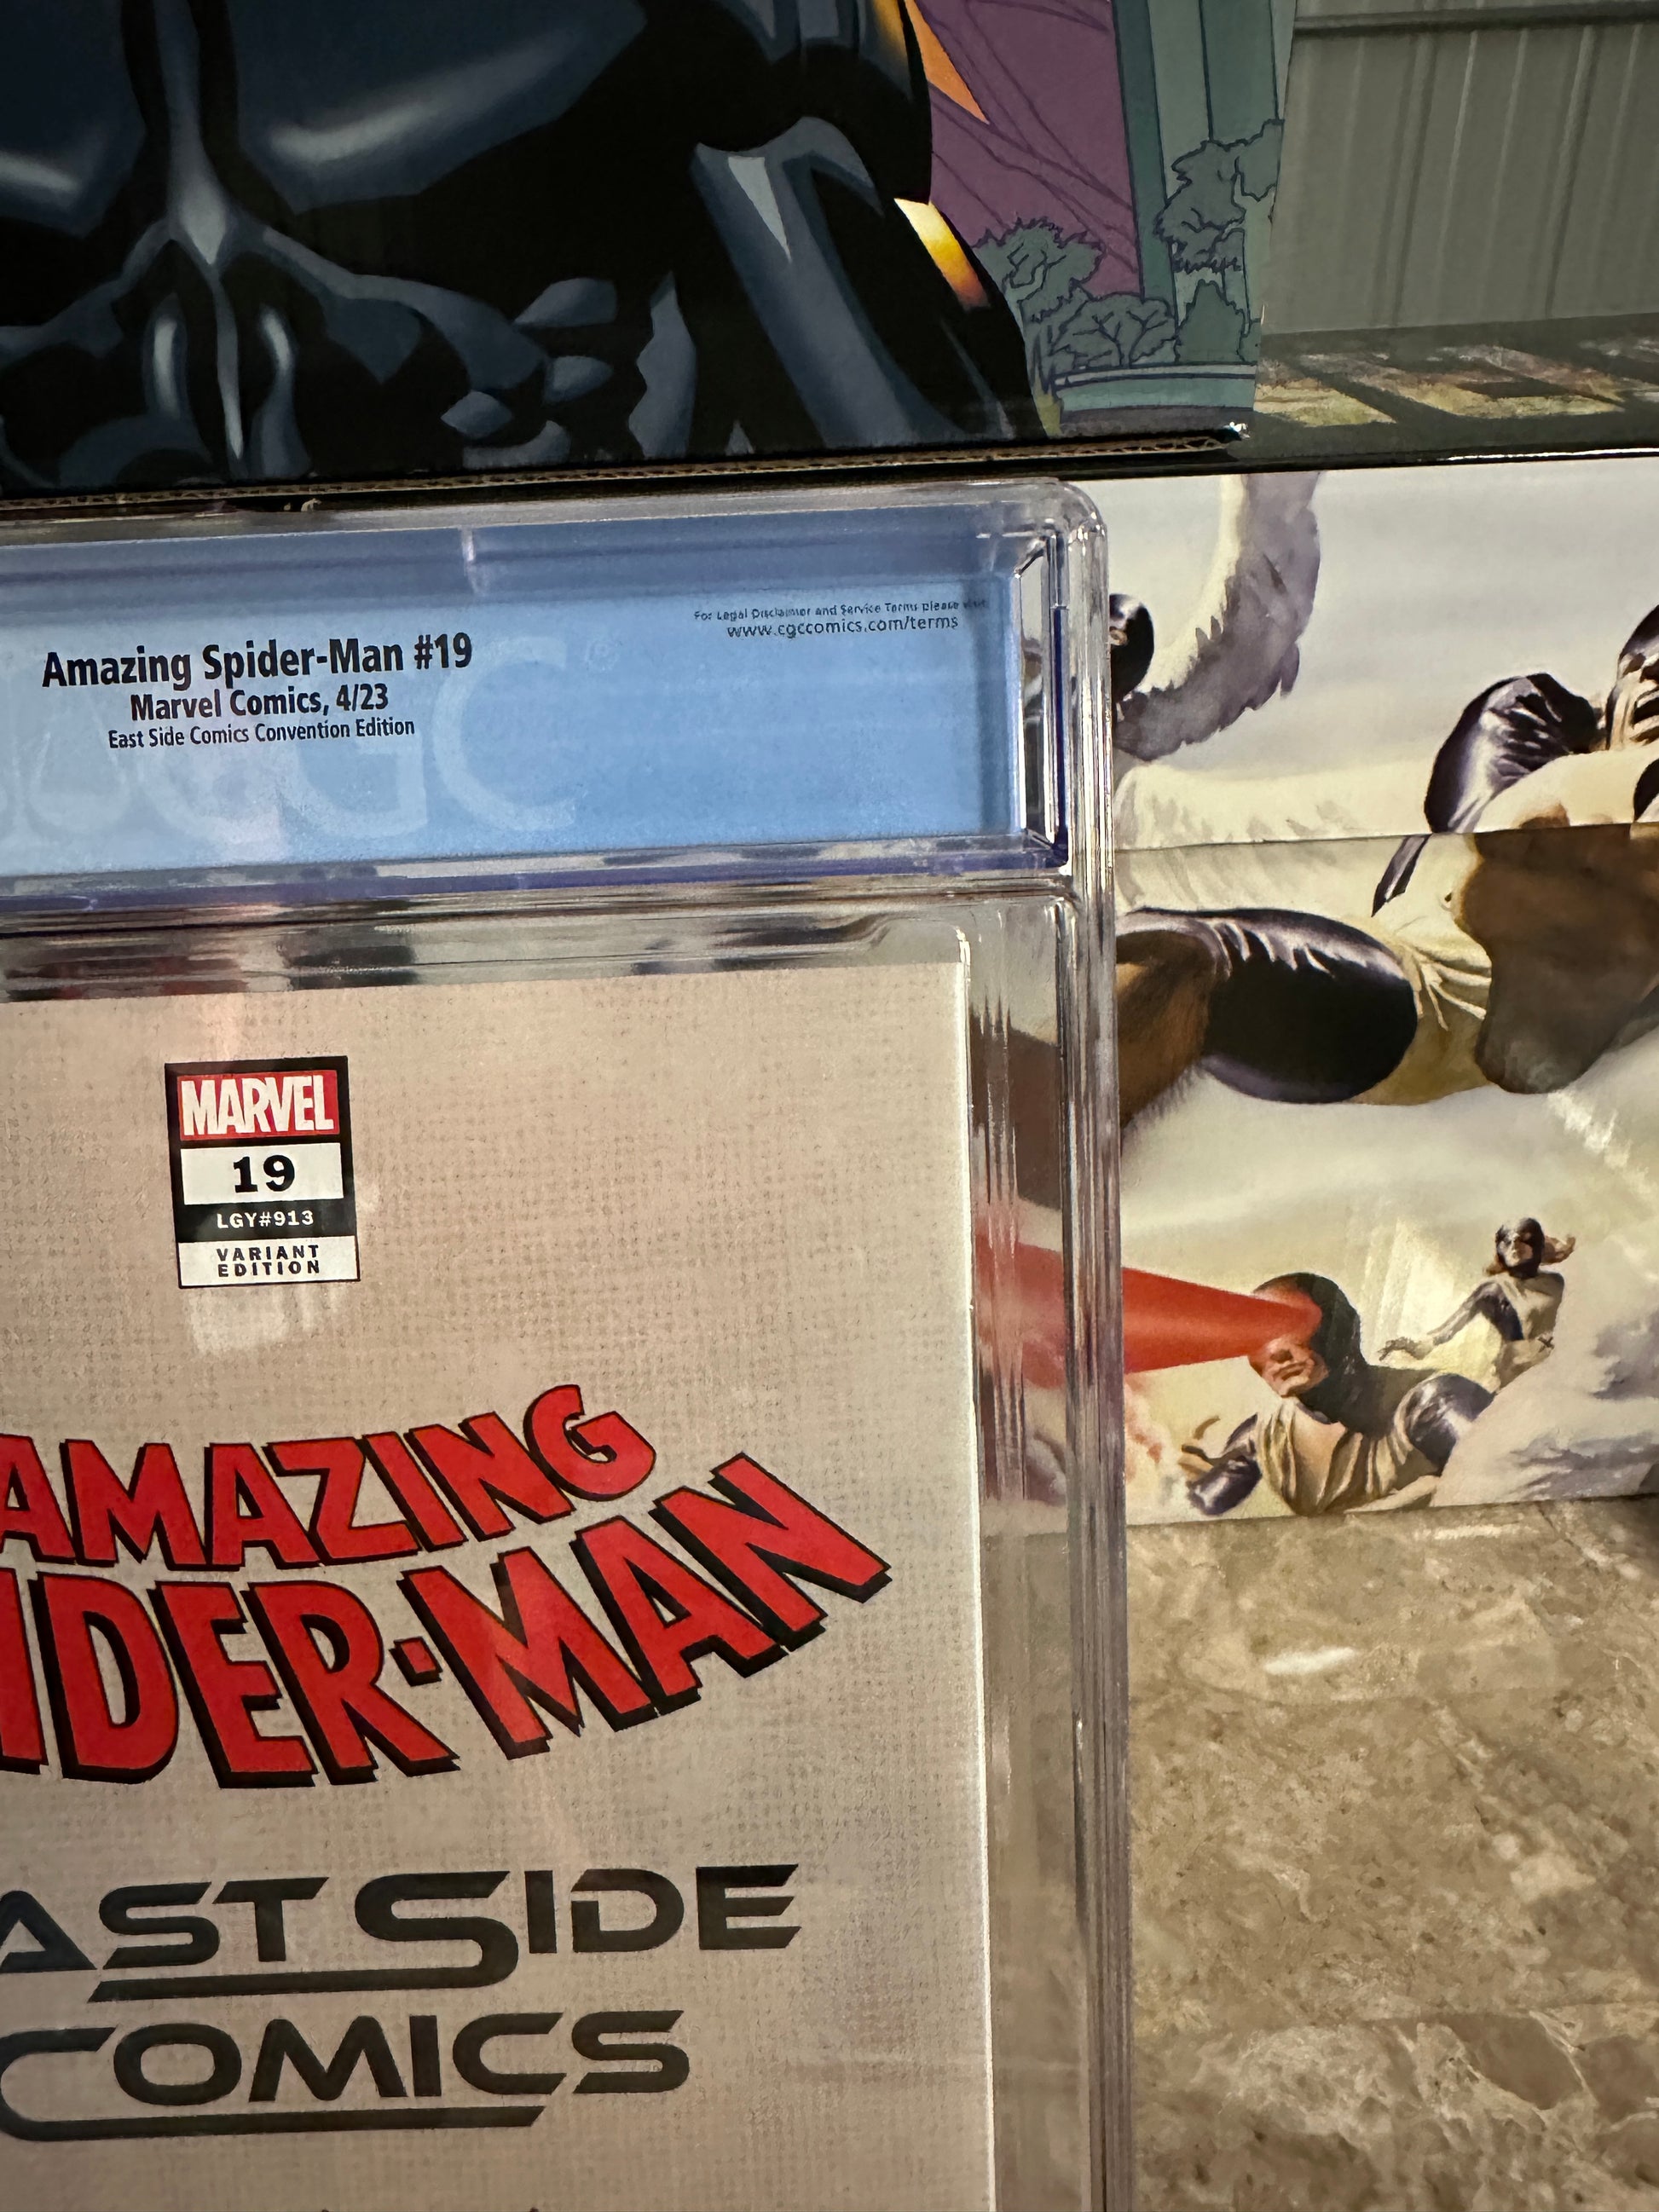 For Legal Disclaimer and Service Terms please visit:
www.cgccomics.com/terms
Amazing Spider-Man #19
Marvel Comics, 4/23
East Side Comics Convention Edition
CGC
®
MARVEL
19
LGY#913
VARIANT
EDITION
AMAZING
IDER-MAN
AST SIDE
COMICS